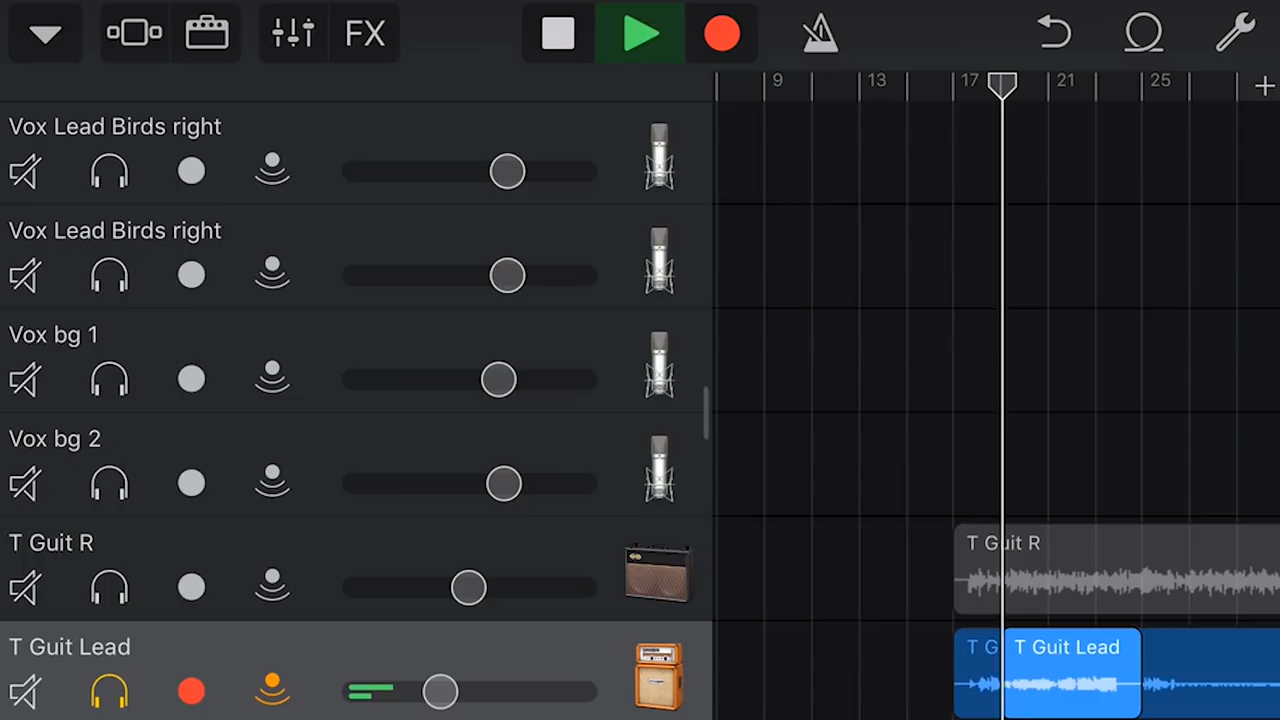 FX
9 13 17 21 25
Vox Lead Birds right
Vox Lead Birds right
Vox bg 1
Vox bg 2
T Guit R
T Guit R
T Guit Lead
T G
T Guit Lead